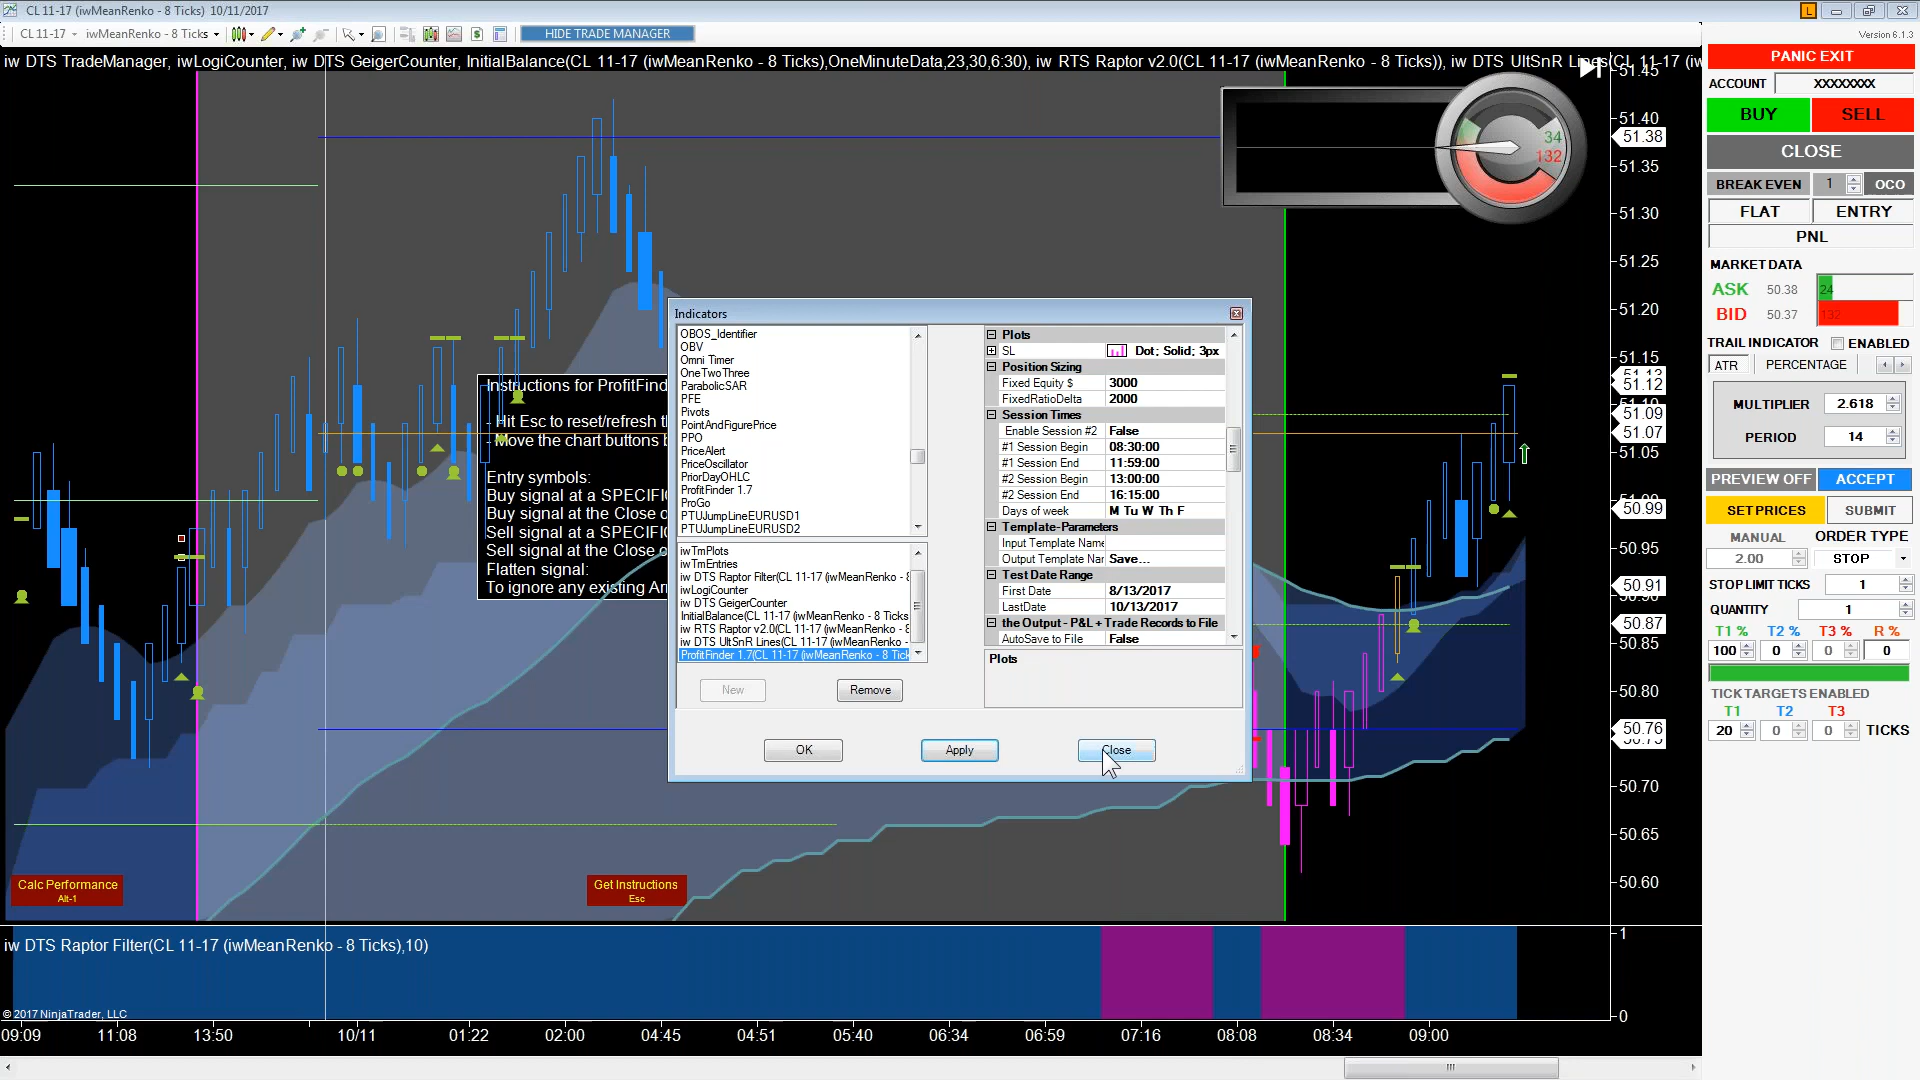 CL 11-17 (iwMeanRenko - 8 Ticks)  10/11/2017
CL 11-17
iwMeanRenko - 8 Ticks
HIDE TRADE MANAGER
iw DTS TradeManager, iwLogiCounter, iw DTS GeigerCounter, InitialBalance(CL 11-17 (iwMeanRenko - 8 Ticks),OneMinuteData,23,30,6:30), iw RTS Raptor v2.0(CL 11-17 (iwMeanRenko - 8 Ticks)), iw DTS UltSnR Lines(CL 11-17 (iw
34
132
Instructions for ProfitFind
- Hit Esc to reset/refresh th
- Move the chart buttons b
Entry symbols:
Buy signal at a SPECIFIC
Buy signal at the Close o
Sell signal at a SPECIFIC
Sell signal at the Close o
Flatten signal:
To ignore any existing Arr
Indicators
OBOS_Identifier
OBV
Omni Timer
OneTwoThree
ParabolicSAR
PFE
Pivots
PointAndFigurePrice
PPO
PriceAlert
PriceOscillator
PriorDayOHLC
ProfitFinder 1.7
ProGo
PTUJumpLineEURUSD1
PTUJumpLineEURUSD2
iwTmPlots
iwTmEntries
iw DTS Raptor Filter(CL 11-17 (iwMeanRenko - 8
iwLogiCounter
iw DTS GeigerCounter
InitialBalance(CL 11-17 (iwMeanRenko - 8 Ticks
iw RTS Raptor v2.0(CL 11-17 (iwMeanRenko - 8
iw DTS UltSnR Lines(CL 11-17 (iwMeanRenko - 8
ProfitFinder 1.7(CL 11-17 (iwMeanRenko - 8 Tick
New
Remove
Plots
SL Dot; Solid; 3px
Position Sizing
Fixed Equity $ 3000
FixedRatioDelta 2000
Session Times
Enable Session #2 False
#1 Session Begin 08:30:00
#1 Session End 11:59:00
#2 Session Begin 13:00:00
#2 Session End 16:15:00
Days of week M Tu W Th F
Template-Parameters
Input Template Name
Output Template Nar Save...
Test Date Range
First Date 8/13/2017
LastDate 10/13/2017
the Output - P&L + Trade Records to File
AutoSave to File False
Plots
OK
Apply
Close
Calc Performance
Alt-1
Get Instructions
Esc
51.45
51.40
51.38
51.35
51.30
51.25
51.20
51.15
51.12
51.09
51.07
51.05
50.99
50.95
50.91
50.87
50.85
50.80
50.76
50.70
50.65
50.60
iw DTS Raptor Filter(CL 11-17 (iwMeanRenko - 8 Ticks),10)
1
0
© 2017 NinjaTrader, LLC
09:09
11:08
13:50
10/11
01:22
02:00
04:45
04:51
05:40
06:34
06:59
07:16
08:08
08:34
09:00
L
Version 6.1.3
PANIC EXIT
ACCOUNT XXXXXXXX
BUY SELL
CLOSE
BREAK EVEN 1 OCO
FLAT ENTRY
PNL
MARKET DATA
ASK 50.38 24
BID 50.37 132
TRAIL INDICATOR ENABLED
ATR PERCENTAGE
MULTIPLIER 2.618
PERIOD 14
PREVIEW OFF ACCEPT
SET PRICES SUBMIT
MANUAL ORDER TYPE
2.00 STOP
STOP LIMIT TICKS 1
QUANTITY 1
T1 % T2 % T3 % R %
100 0 0 0
TICK TARGETS ENABLED
T1 T2 T3
20 0 0 TICKS